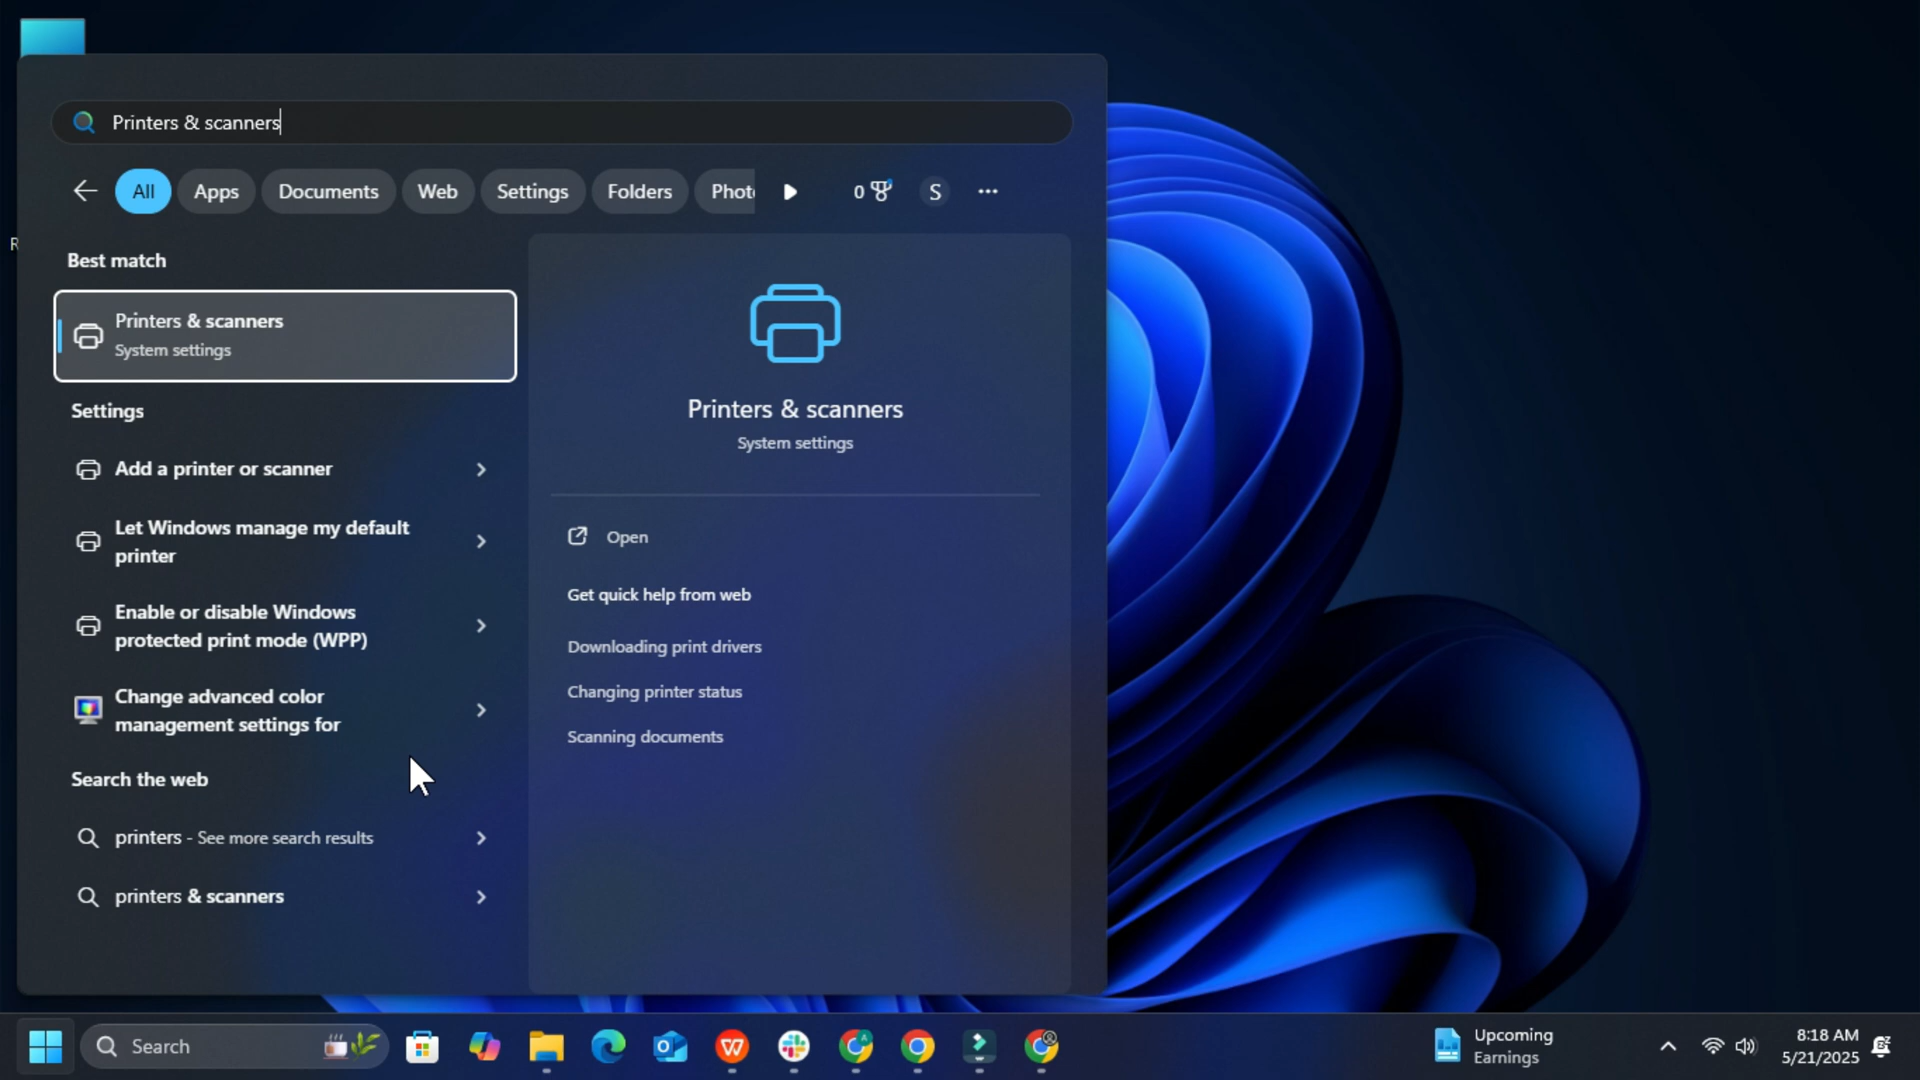 R
Printers & scanners
All
Apps
Documents
Web
Settings
Folders
Phot
0
S
Best match
Printers & scanners
System settings
Settings
Add a printer or scanner
Let Windows manage my default
printer
Enable or disable Windows
protected print mode (WPP)
Change advanced color
management settings for
Search the web
printers - See more search results
printers & scanners
Printers & scanners
System settings
Open
Get quick help from web
Downloading print drivers
Changing printer status
Scanning documents
Search
Upcoming
Earnings
8:18 AM
5/21/2025